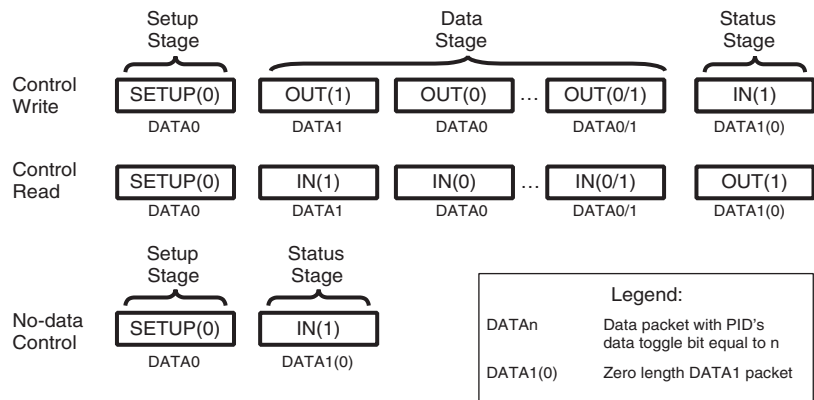 Setup Stage
Data Stage
Status Stage
Control Write
SETUP(0)
OUT(1)
OUT(0)
...
OUT(0/1)
IN(1)
DATA0
DATA1
DATA0
DATA0/1
DATA1(0)
Control Read
SETUP(0)
IN(1)
IN(0)
...
IN(0/1)
OUT(1)
DATA0
DATA1
DATA0
DATA0/1
DATA1(0)
Setup Stage
Status Stage
No-data Control
SETUP(0)
IN(1)
DATA0
DATA1(0)
Legend:
DATAn
Data packet with PID's
data toggle bit equal to n
DATA1(0)
Zero length DATA1 packet